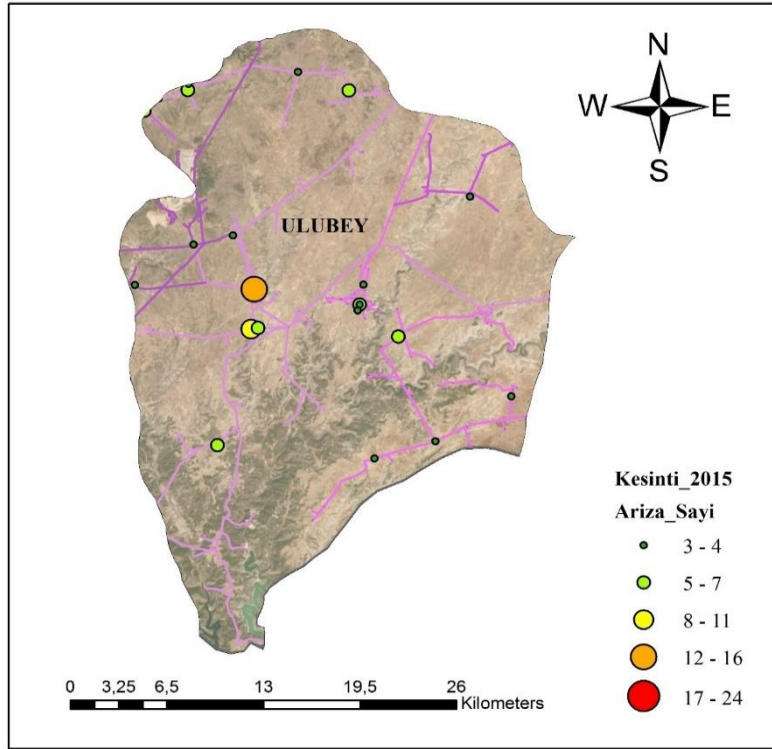 N
W E
S
ULUBEY
Kesinti_2015
Ariza_Sayi
3 - 4
5 - 7
8 - 11
12 - 16
17 - 24
0 3,25 6,5 13 19,5 26
Kilometers